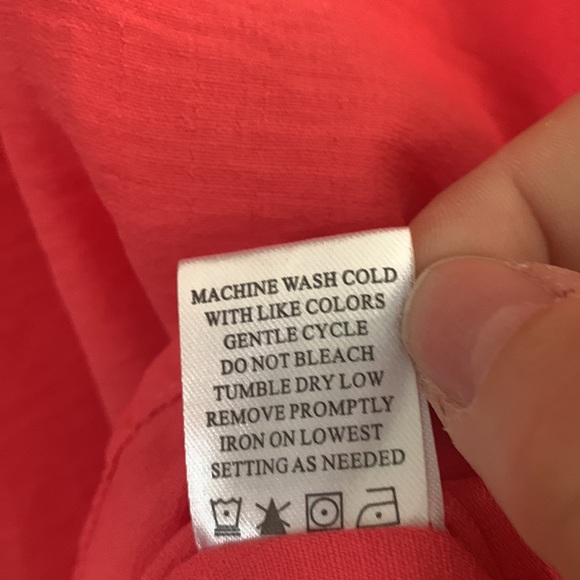 MACHINE WASH COLD
WITH LIKE COLORS
GENTLE CYCLE
DO NOT BLEACH
TUMBLE DRY LOW
REMOVE PROMPTLY
IRON ON LOWEST
SETTING AS NEEDED